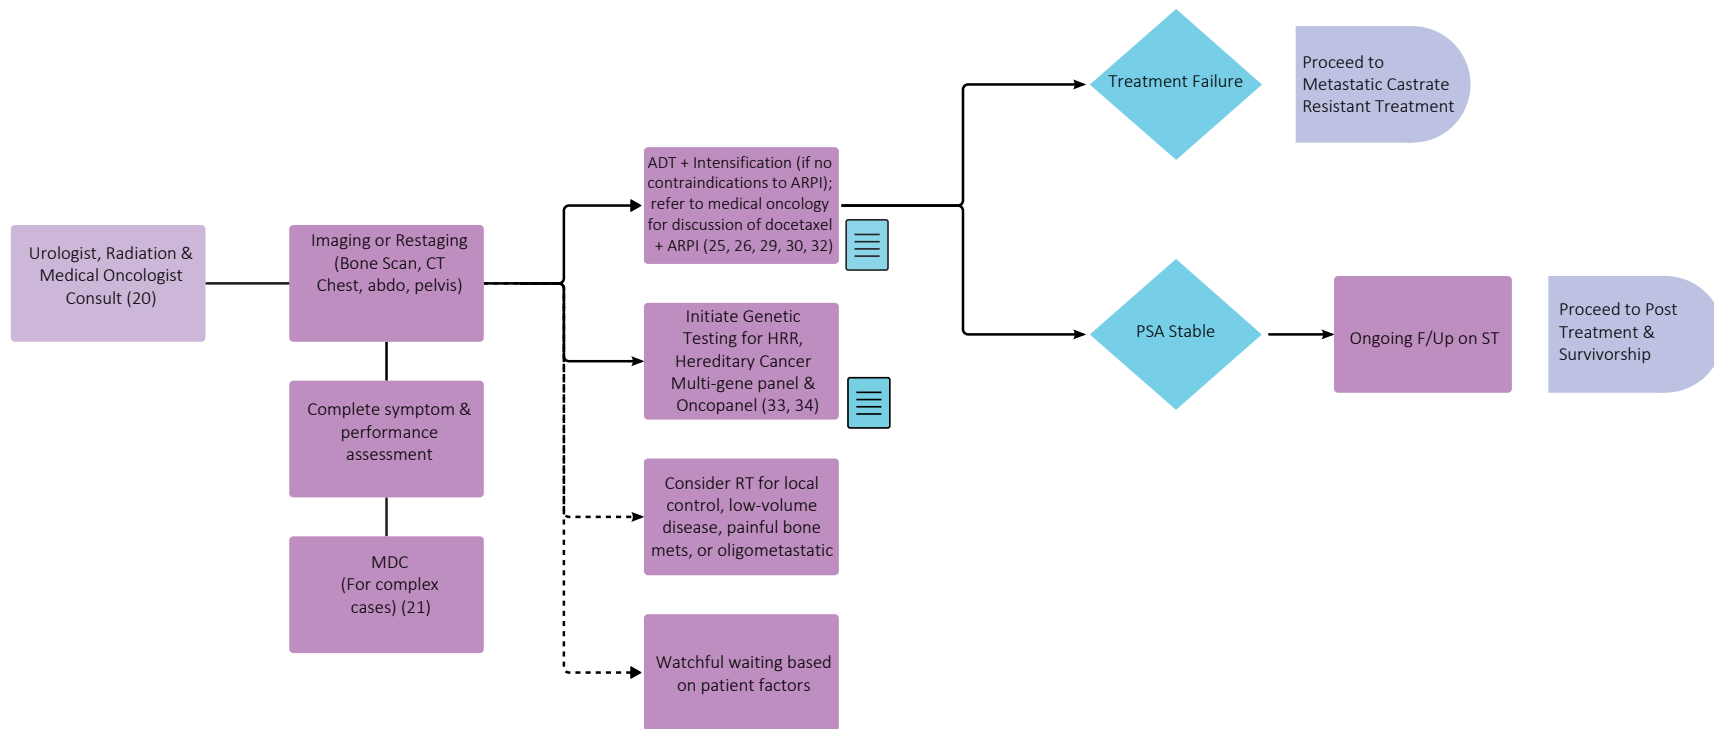 Urologist, Radiation &
Medical Oncologist
Consult (20)
Imaging or Restaging
(Bone Scan, CT
Chest, abdo, pelvis)
Complete symptom &
performance
assessment
MDC
(For complex
cases) (21)
ADT + Intensification (if no
contraindications to ARPI);
refer to medical oncology
for discussion of docetaxel
+ ARPI (25, 26, 29, 30, 32)
Initiate Genetic
Testing for HRR,
Hereditary Cancer
Multi-gene panel &
Oncopanel (33, 34)
Consider RT for local
control, low-volume
disease, painful bone
mets, or oligometastatic
Watchful waiting based
on patient factors
Treatment Failure
Proceed to
Metastatic Castrate
Resistant Treatment
PSA Stable
Ongoing F/Up on ST
Proceed to Post
Treatment &
Survivorship